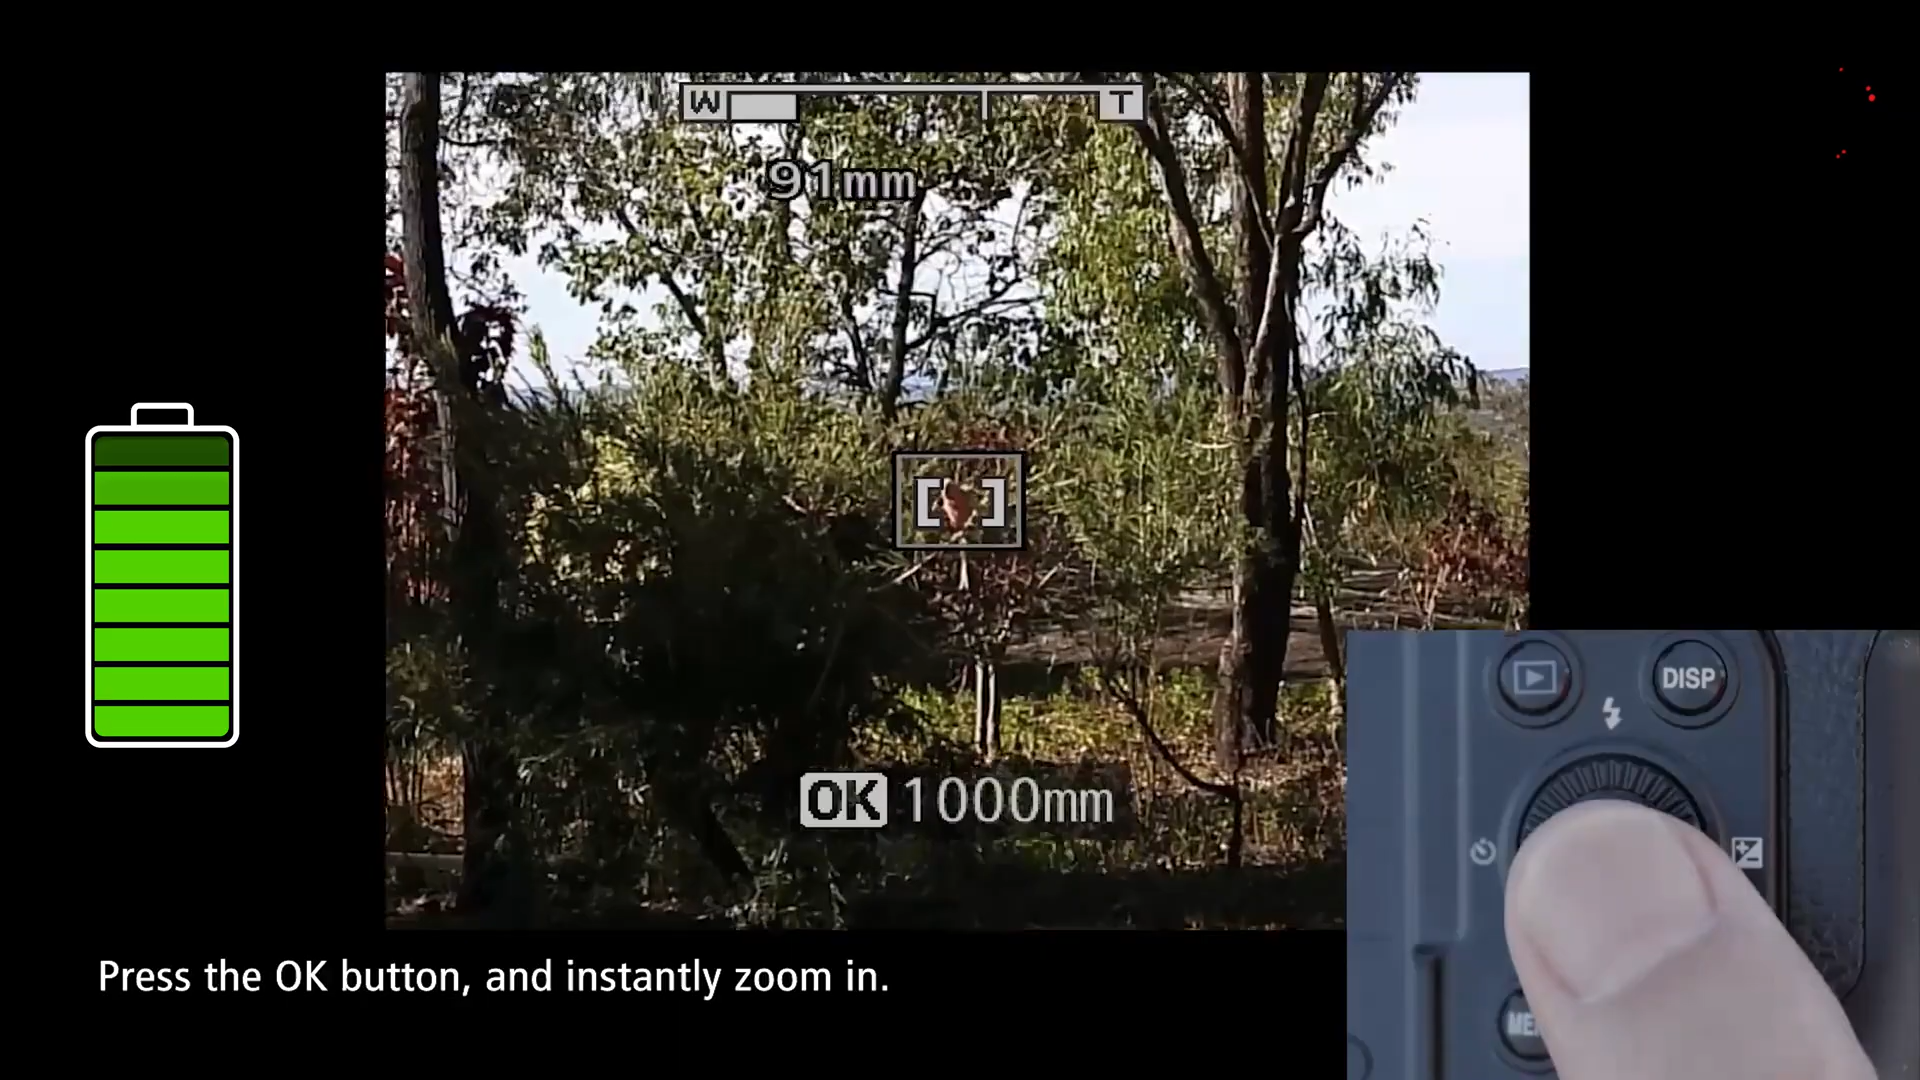 W T
91mm
OK 1000mm
DISP
Press the OK button, and instantly zoom in.